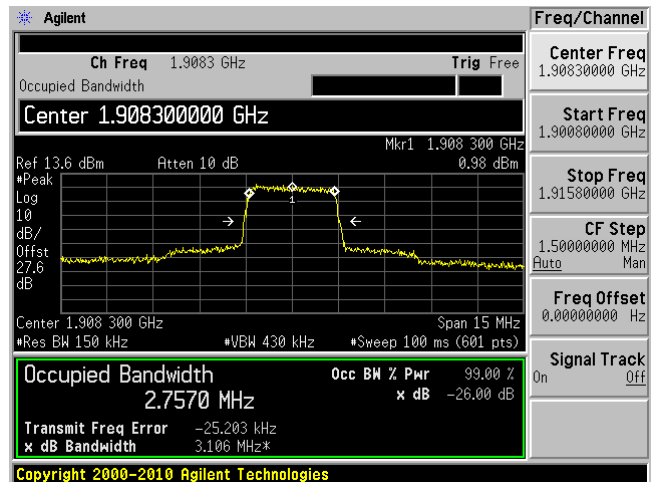 Agilent
Freq/Channel
Ch Freq 1.9083 GHz Trig Free
Occupied Bandwidth
Center 1.908300000 GHz
Mkr1 1.908 300 GHz
Ref 13.6 dBm Atten 10 dB 0.98 dBm
#Peak
Log
10
dB/
Offst
27.6
dB
1
Center 1.908 300 GHz Span 15 MHz
#Res BW 150 kHz #VBW 430 kHz #Sweep 100 ms (601 pts)
Occupied Bandwidth Occ BW % Pwr 99.00 %
2.7570 MHz x dB -26.00 dB
Transmit Freq Error -25.203 kHz
x dB Bandwidth 3.106 MHz*
Copyright 2000-2010 Agilent Technologies
Center Freq
1.90830000 GHz
Start Freq
1.90080000 GHz
Stop Freq
1.91580000 GHz
CF Step
1.50000000 MHz
Auto Man
Freq Offset
0.00000000 Hz
Signal Track
On Off